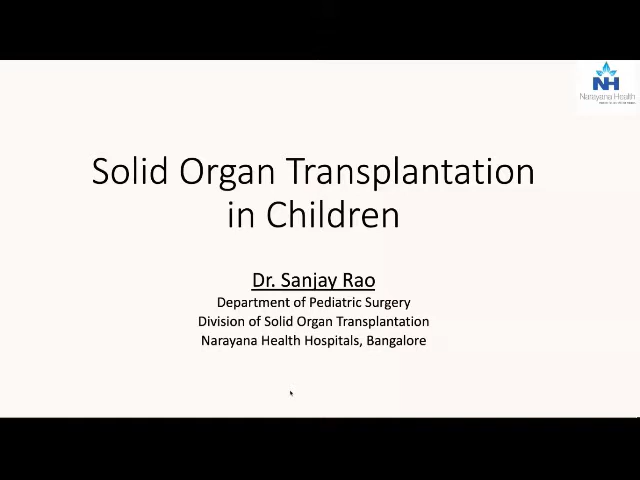 NH
Narayana Health
Solid Organ Transplantation
in Children
Dr. Sanjay Rao
Department of Pediatric Surgery
Division of Solid Organ Transplantation
Narayana Health Hospitals, Bangalore